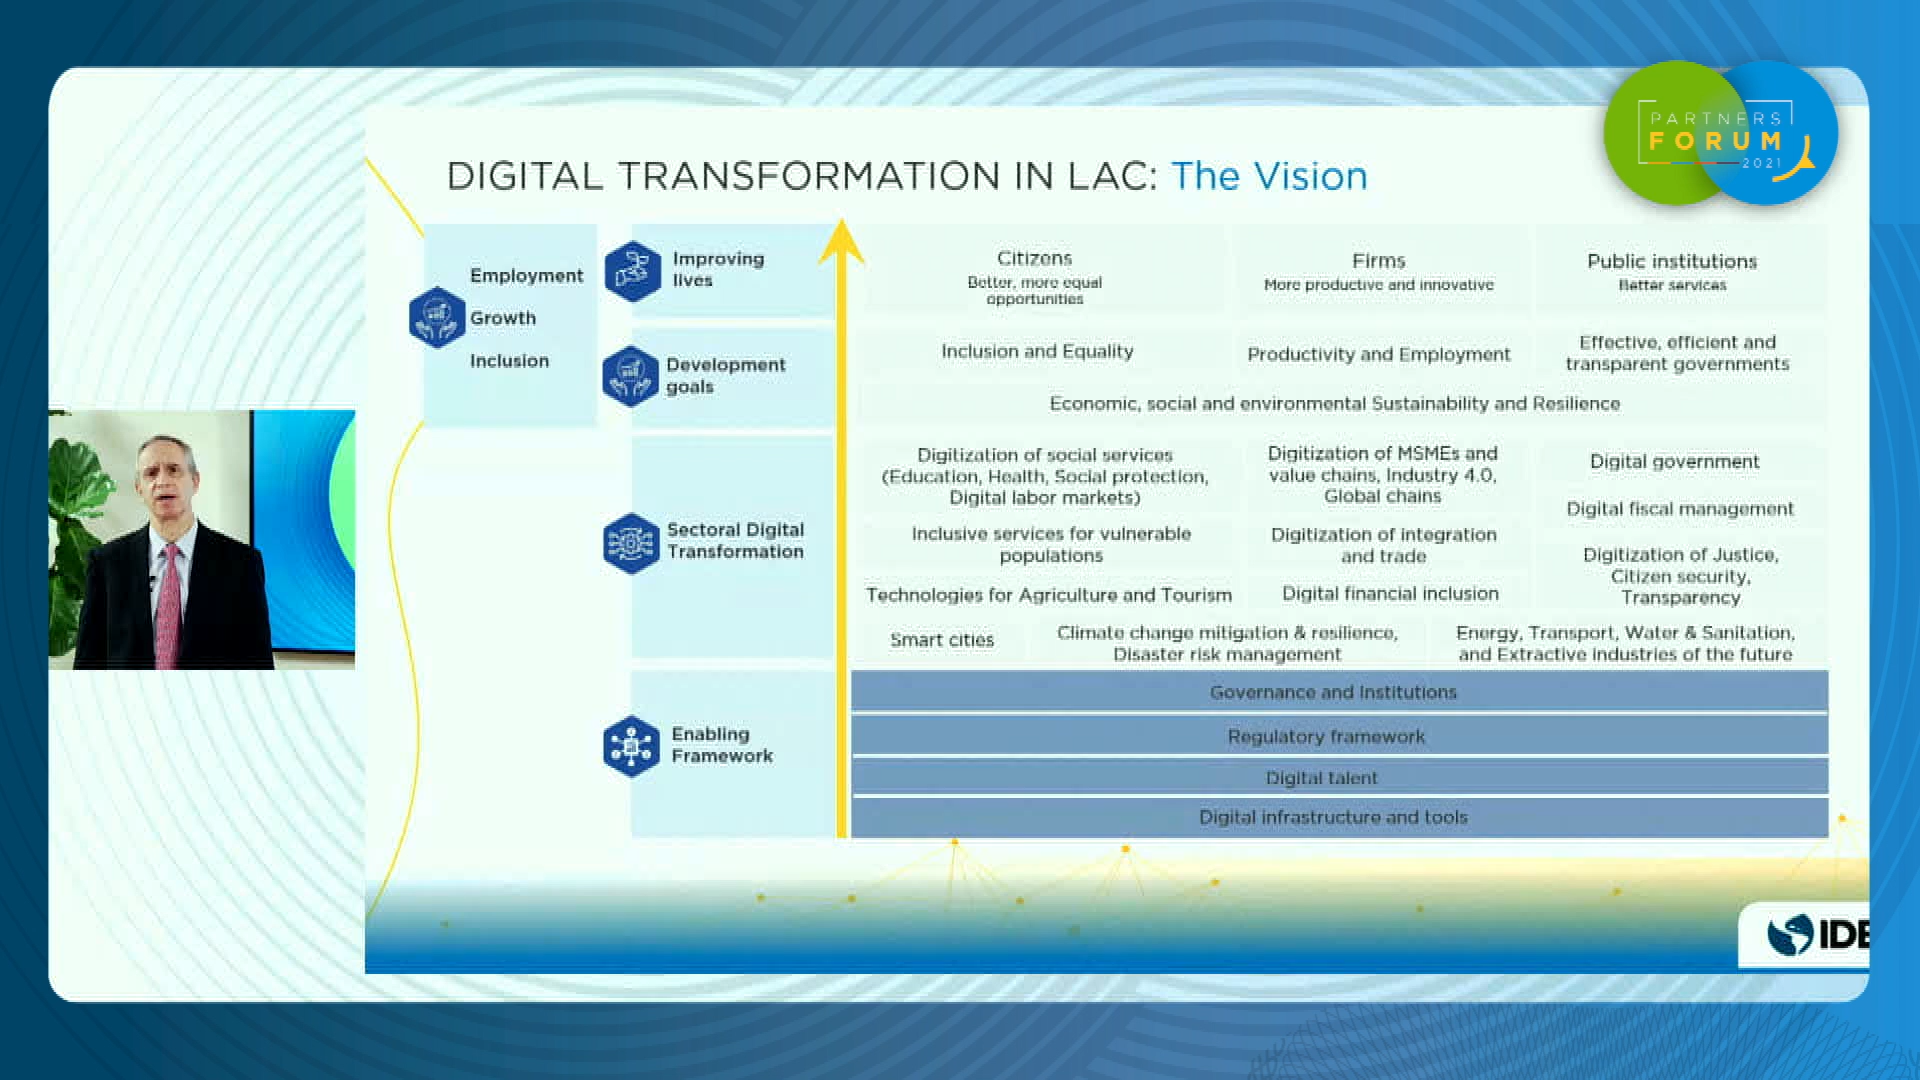 PARTNERS
FORUM
2021
DIGITAL TRANSFORMATION IN LAC: The Vision
Employment
Growth
Inclusion
Improving
lives
Citizens
Better, more equal
opportunities
Firms
More productive and innovative
Public institutions
Better services
Development
goals
Inclusion and Equality
Productivity and Employment
Effective, efficient and
transparent governments
Economic, social and environmental Sustainability and Resilience
Sectoral Digital
Transformation
Digitization of social services
(Education, Health, Social protection,
Digital labor markets)
Inclusive services for vulnerable
populations
Technologies for Agriculture and Tourism
Digitization of MSMEs and
value chains, Industry 4.0,
Global chains
Digitization of integration
and trade
Digital financial inclusion
Digital government
Digital fiscal management
Digitization of Justice,
Citizen security,
Transparency
Smart cities
Climate change mitigation & resilience,
Disaster risk management
Energy, Transport, Water & Sanitation,
and Extractive industries of the future
Enabling
Framework
Governance and Institutions
Regulatory framework
Digital talent
Digital infrastructure and tools
IDB